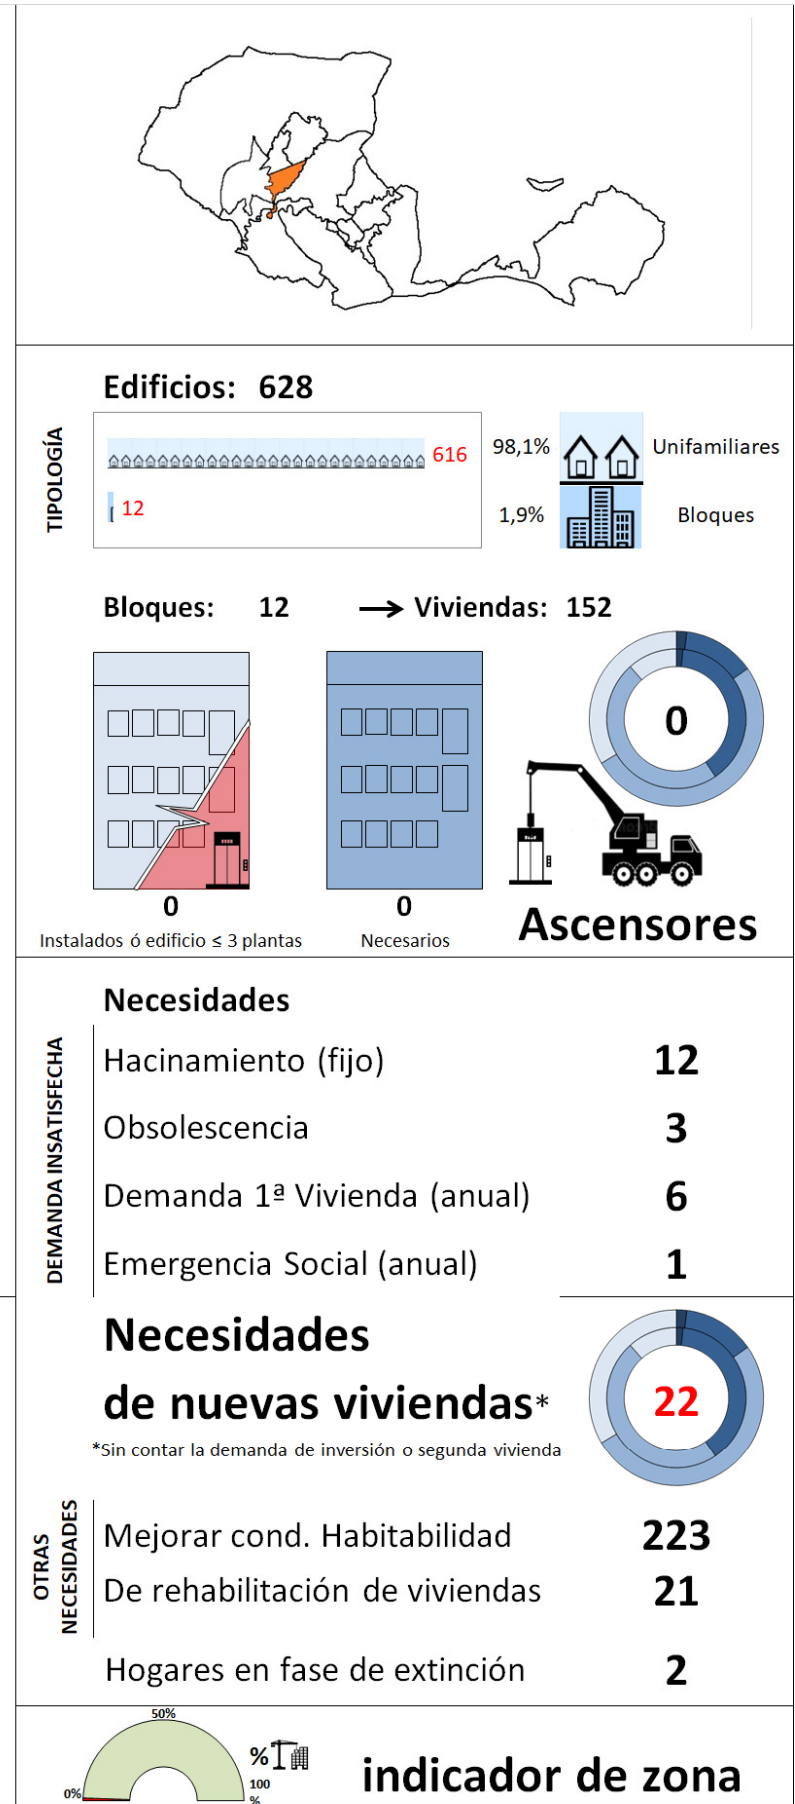 Edificios: 628
TIPOLOGÍA
616
98,1%
Unifamiliares
12
1,9%
Bloques
Bloques: 12 → Viviendas: 152
0
0
Instalados ó edificio ≤ 3 plantas
0
Necesarios
Ascensores
DEMANDA INSATISFECHA
Necesidades
Hacinamiento (fijo) 12
Obsolescencia 3
Demanda 1ª Vivienda (anual) 6
Emergencia Social (anual) 1
Necesidades
de nuevas viviendas*
22
*Sin contar la demanda de inversión o segunda vivienda
OTRAS
NECESIDADES
Mejorar cond. Habitabilidad 223
De rehabilitación de viviendas 21
Hogares en fase de extinción 2
50%
0%
%
100
%
indicador de zona